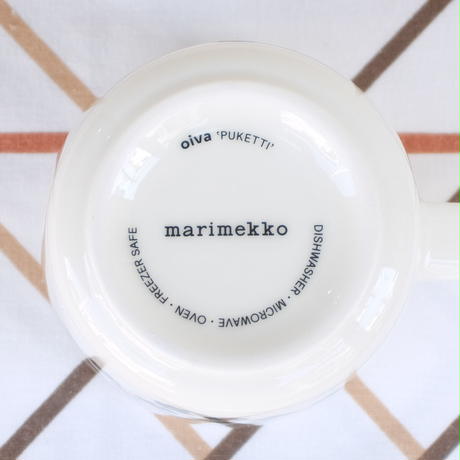 oiva 'PUKETTI'
marimekko
DISHWASHER · MICROWAVE · OVEN · FREEZER SAFE